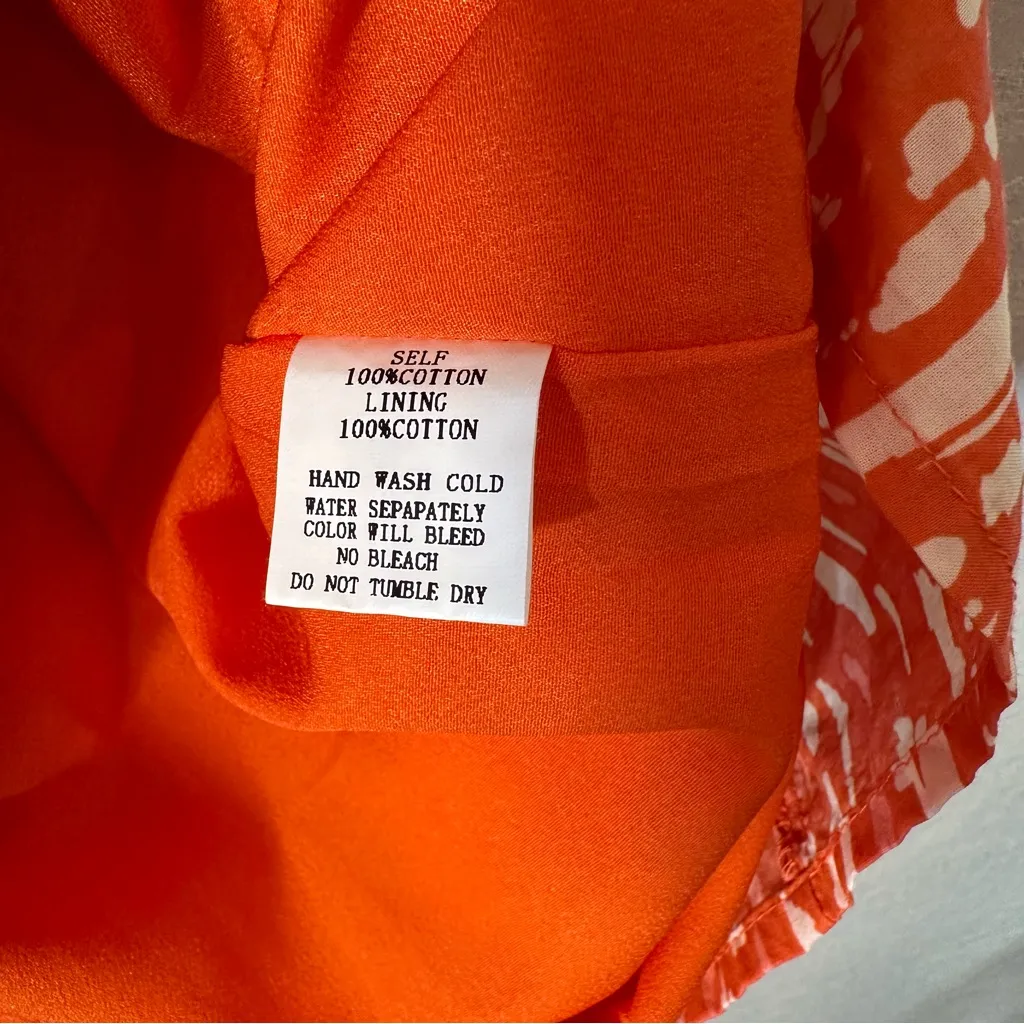 SELF
100%COTTON
LINING
100%COTTON
HAND WASH COLD
WATER SEPAPATELY
COLOR WILL BLEED
NO BLEACH
DO NOT TUMBLE DRY